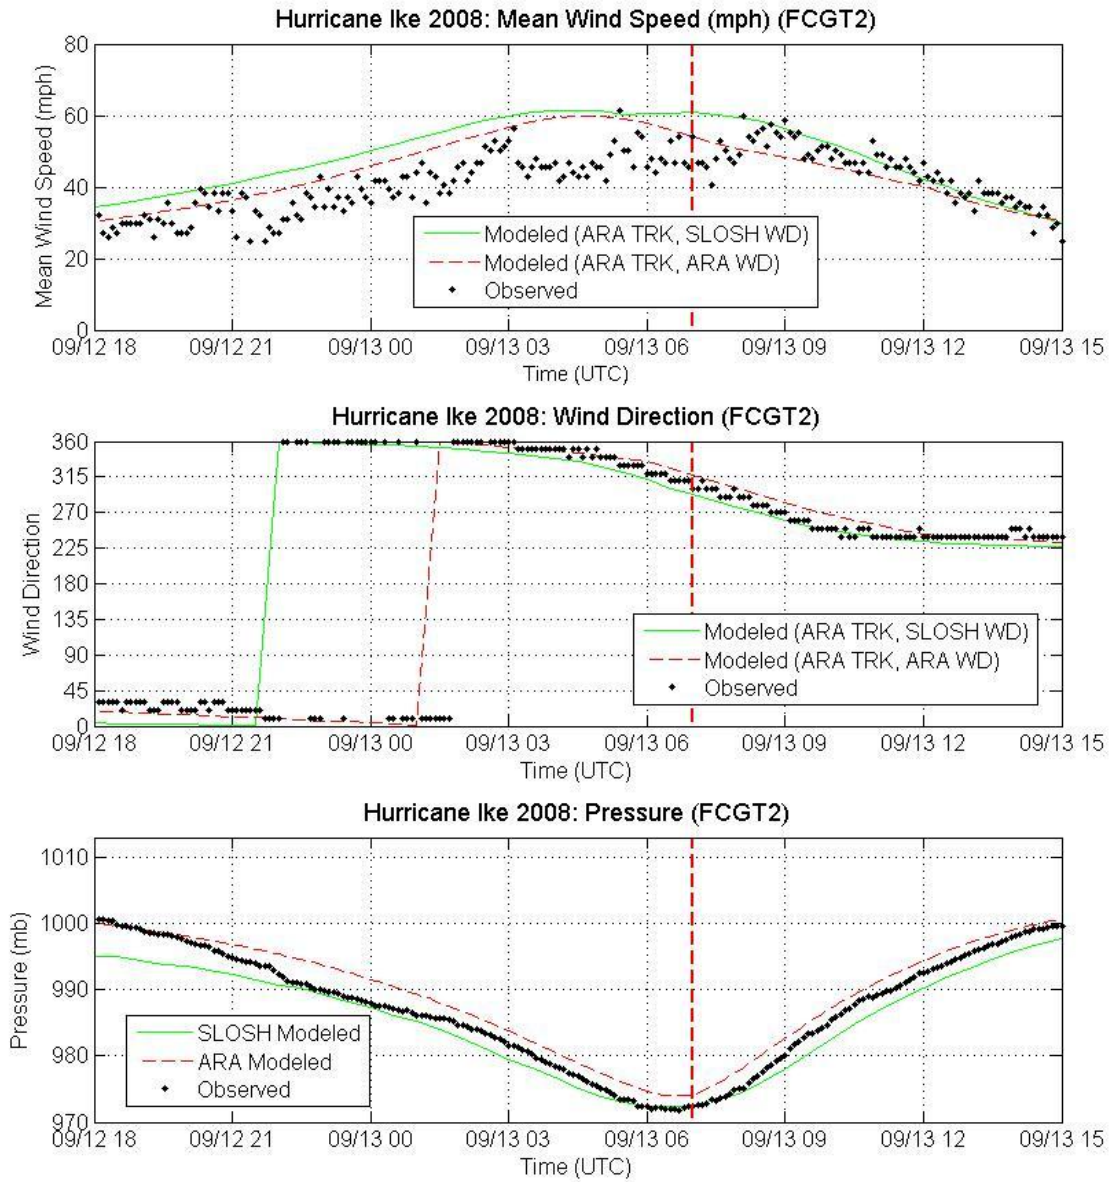 Hurricane Ike 2008: Mean Wind Speed (mph) (FCGT2)
80
60
40
20
0
Mean Wind Speed (mph)
Modeled (ARA TRK, SLOSH WD)
Modeled (ARA TRK, ARA WD)
Observed
09/12 18 09/12 21 09/13 00 09/13 03 09/13 06 09/13 09 09/13 12 09/13 15
Time (UTC)
Hurricane Ike 2008: Wind Direction (FCGT2)
360
315
270
225
180
135
90
45
0
Wind Direction
Modeled (ARA TRK, SLOSH WD)
Modeled (ARA TRK, ARA WD)
Observed
09/12 18 09/12 21 09/13 00 09/13 03 09/13 06 09/13 09 09/13 12 09/13 15
Time (UTC)
Hurricane Ike 2008: Pressure (FCGT2)
1010
1000
990
980
970
Pressure (mb)
SLOSH Modeled
ARA Modeled
Observed
09/12 18 09/12 21 09/13 00 09/13 03 09/13 06 09/13 09 09/13 12 09/13 15
Time (UTC)